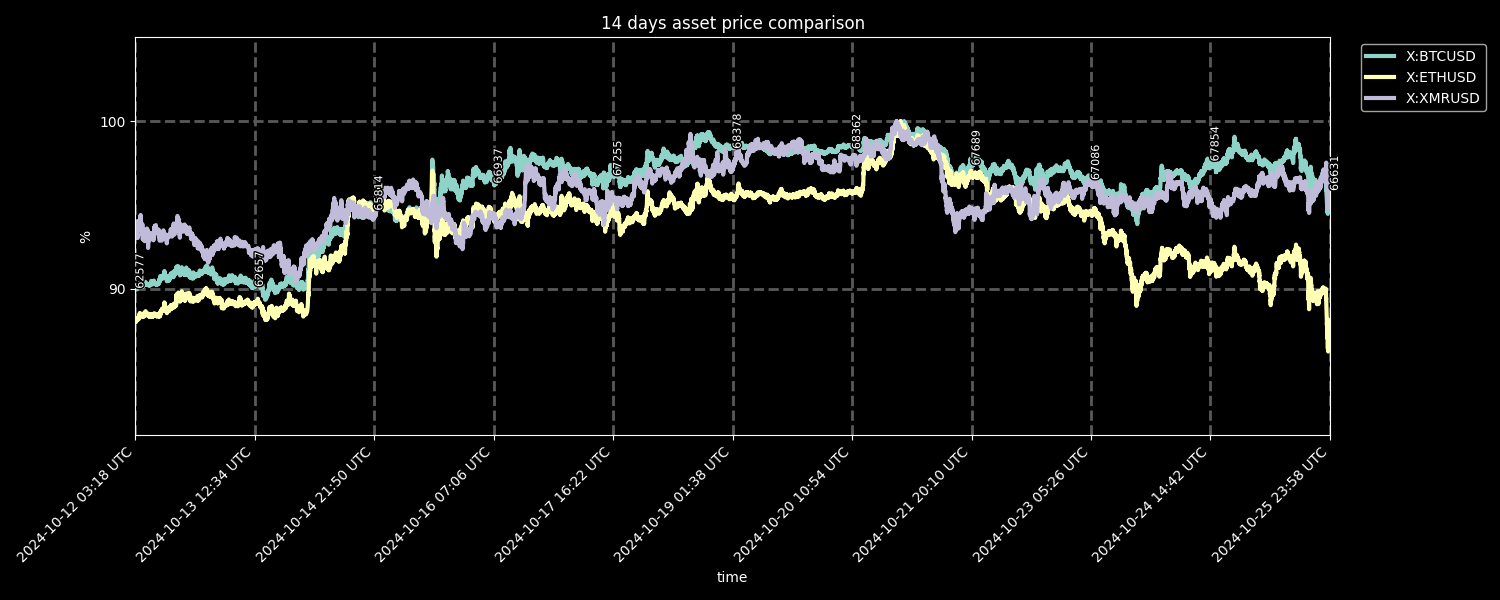 14 days asset price comparison
X:BTCUSD
X:ETHUSD
X:XMRUSD
%
100
90
62577
62657
65814
66937
67255
68378
68362
67689
67086
67854
66631
2024-10-12 03:18 UTC
2024-10-13 12:34 UTC
2024-10-14 21:50 UTC
2024-10-16 07:06 UTC
2024-10-17 16:22 UTC
2024-10-19 01:38 UTC
2024-10-20 10:54 UTC
2024-10-21 20:10 UTC
2024-10-23 05:26 UTC
2024-10-24 14:42 UTC
2024-10-25 23:58 UTC
time